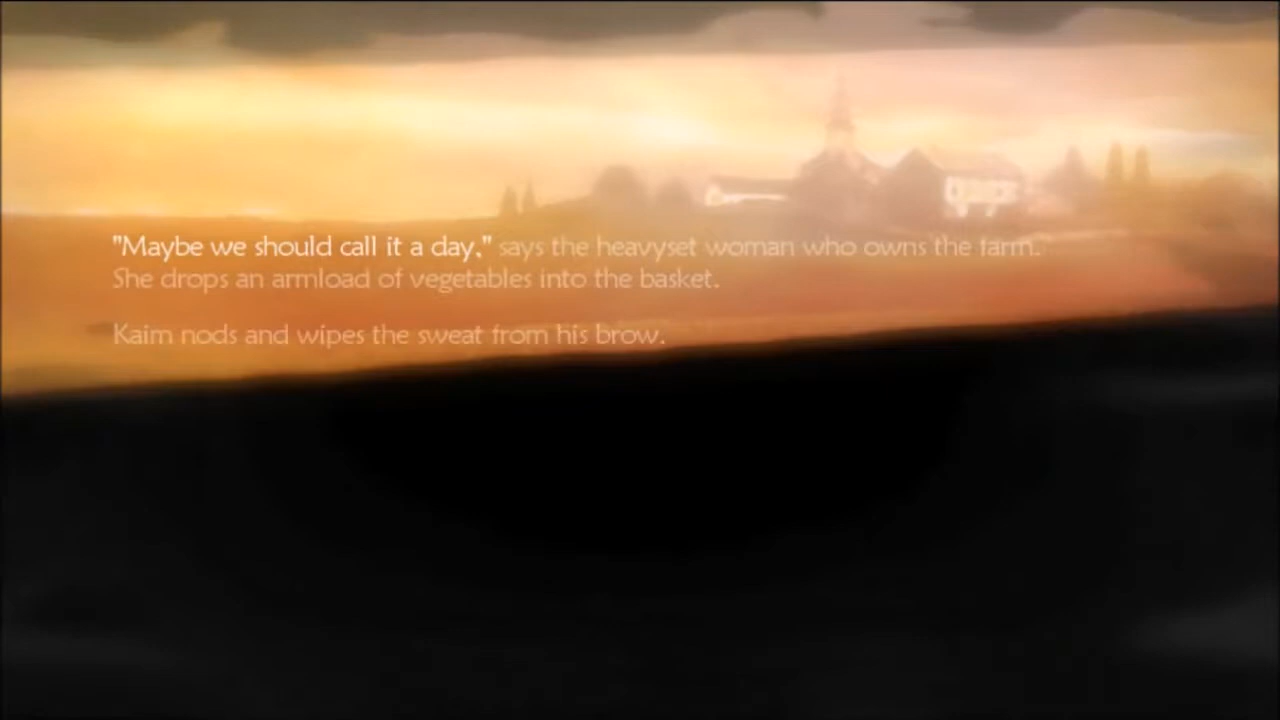 "Maybe we should call it a day," says the heavyset woman who owns the farm.
She drops an armload of vegetables into the basket.
Kaim nods and wipes the sweat from his brow.